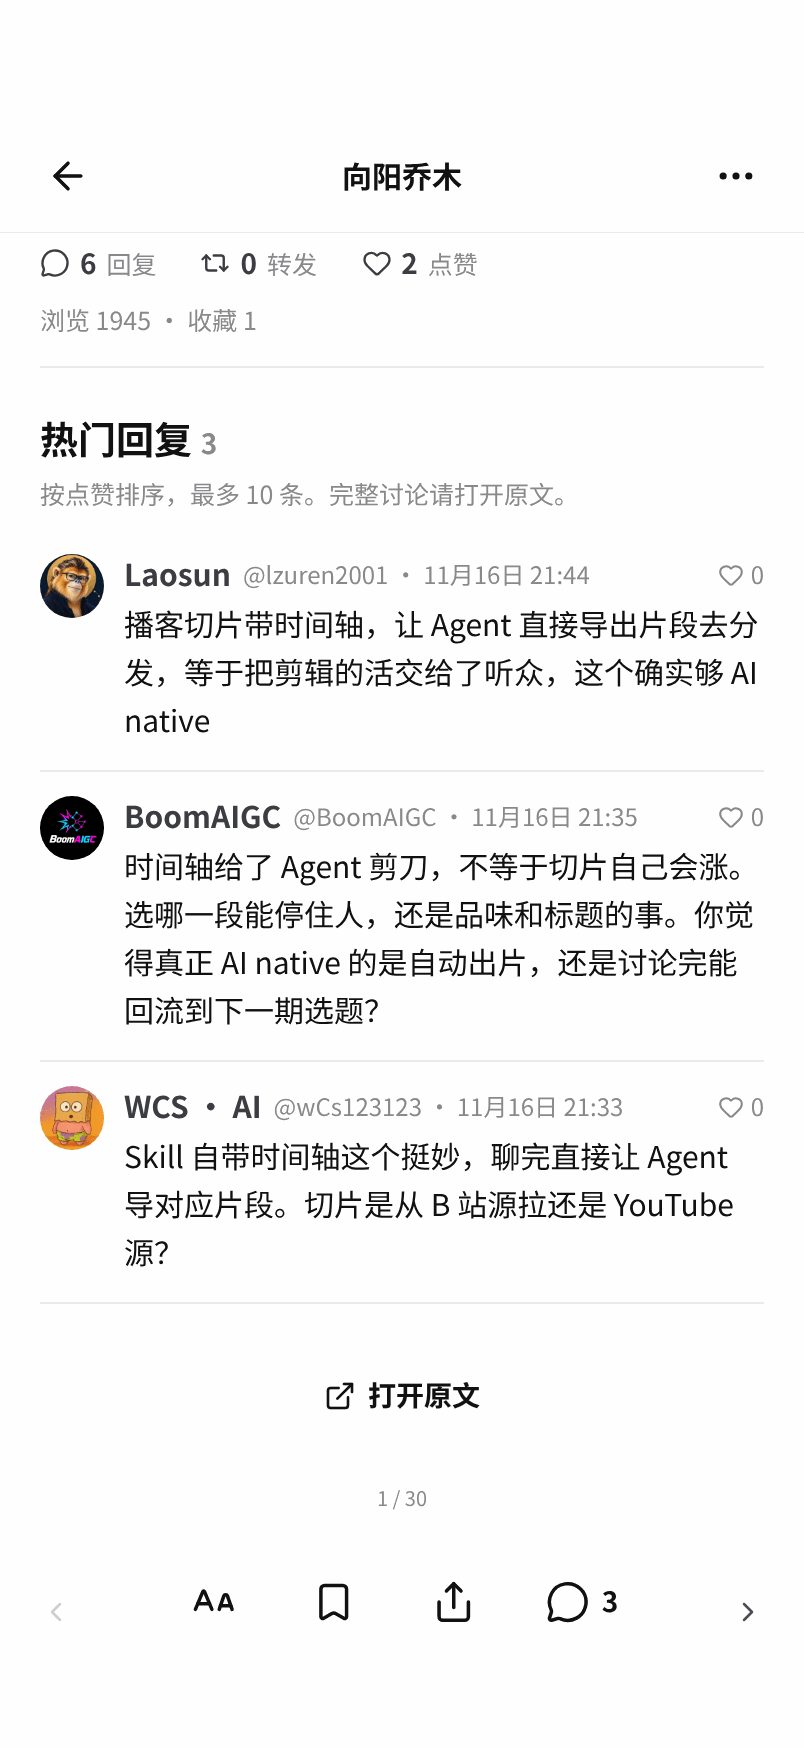 向阳乔木
6 回复 0 转发 2 点赞
浏览 1945 · 收藏 1
热门回复 3
按点赞排序，最多 10 条。完整讨论请打开原文。
Laosun @lzuren2001 · 11月16日 21:44 0
播客切片带时间轴，让 Agent 直接导出片段去分
发，等于把剪辑的活交给了听众，这个确实够 AI
native
BoomAIGC @BoomAIGC · 11月16日 21:35 0
BoomAIGC
时间轴给了 Agent 剪刀，不等于切片自己会涨。
选哪一段能停住人，还是品味和标题的事。你觉
得真正 AI native 的是自动出片，还是讨论完能
回流到下一期选题？
WCS · AI @wCs123123 · 11月16日 21:33 0
Skill 自带时间轴这个挺妙，聊完直接让 Agent
导对应片段。切片是从 B 站源拉还是 YouTube
源？
打开原文
1 / 30
AA 3